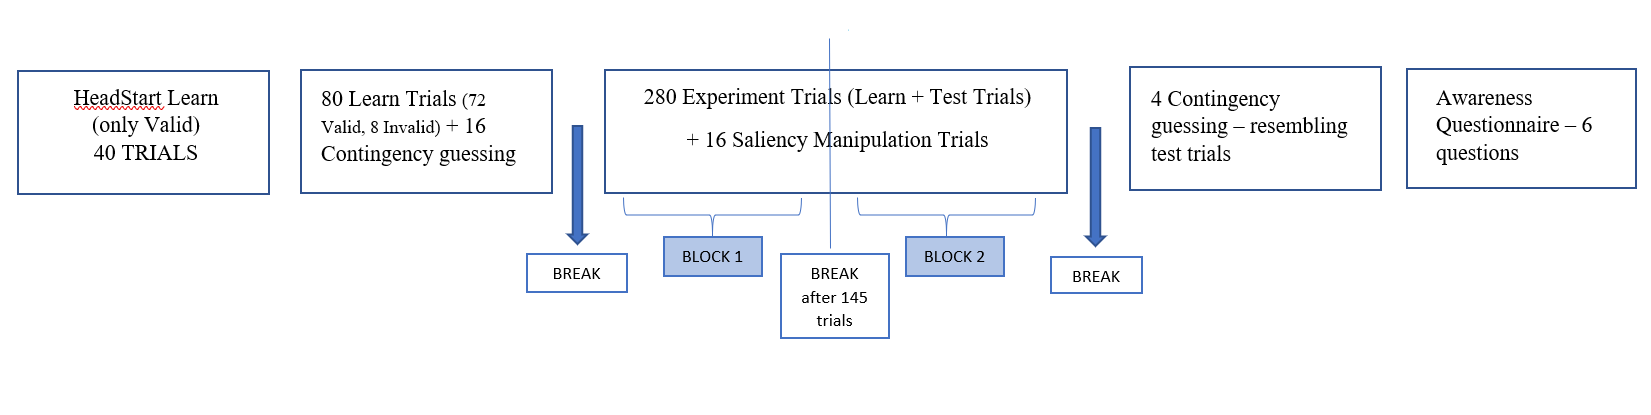 HeadStart Learn
(only Valid)
40 TRIALS
80 Learn Trials (72
Valid, 8 Invalid) + 16
Contingency guessing
280 Experiment Trials (Learn + Test Trials)
+ 16 Saliency Manipulation Trials
4 Contingency
guessing – resembling
test trials
Awareness
Questionnaire – 6
questions
BREAK
BLOCK 1
BREAK
after 145
trials
BLOCK 2
BREAK